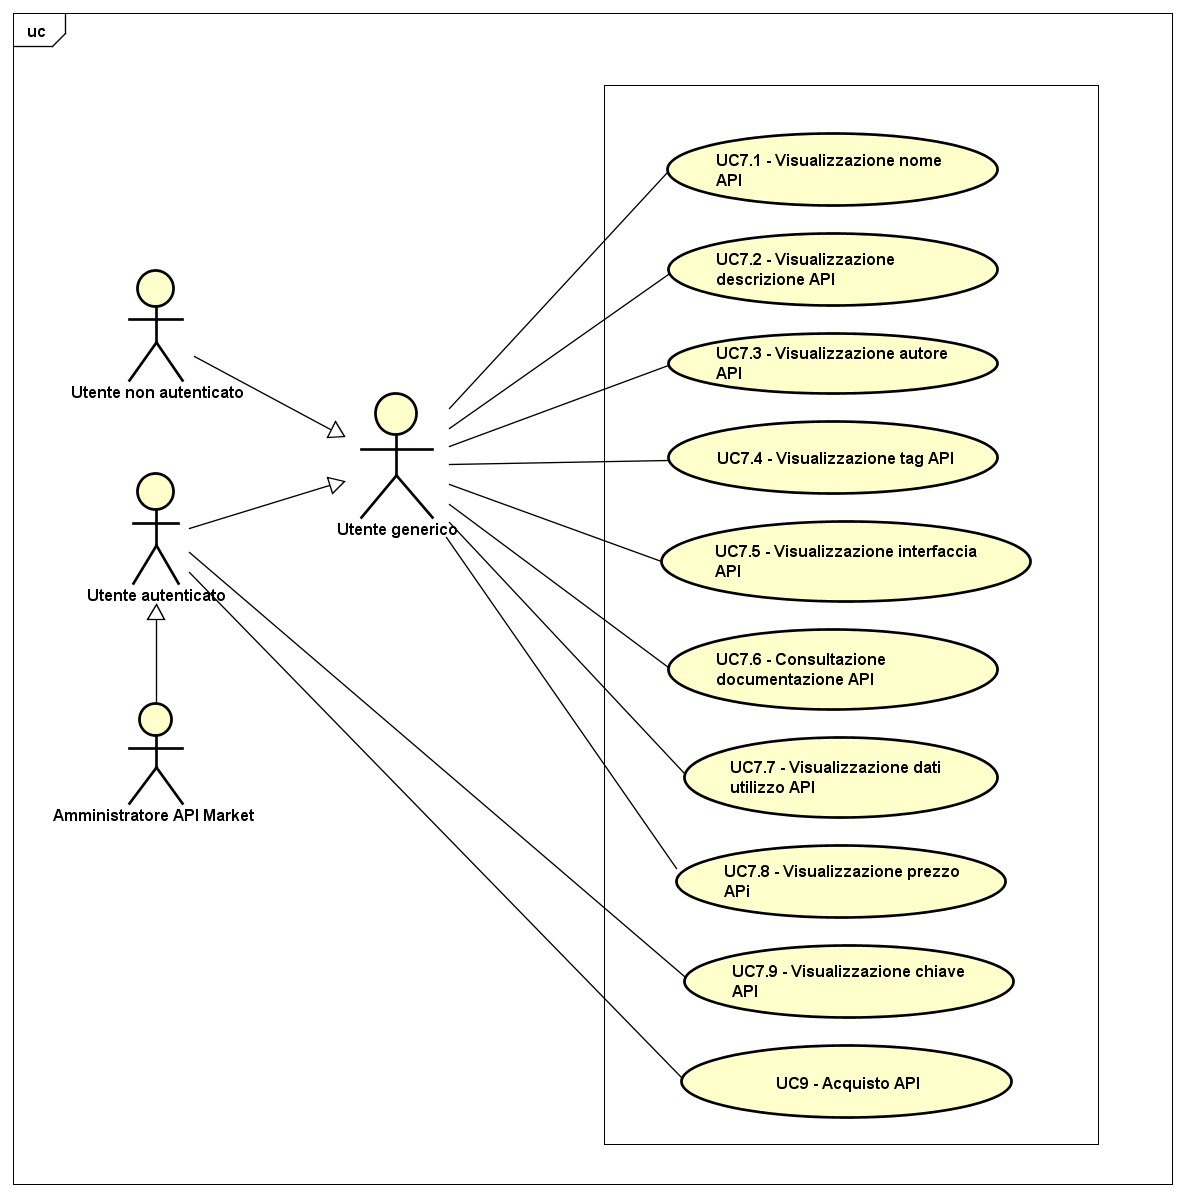 uc
UC7.1 - Visualizzazione nome
API
UC7.2 - Visualizzazione
descrizione API
UC7.3 - Visualizzazione autore
API
Utente non autenticato
UC7.4 - Visualizzazione tag API
Utente generico
UC7.5 - Visualizzazione interfaccia
API
Utente autenticato
UC7.6 - Consultazione
documentazione API
UC7.7 - Visualizzazione dati
utilizzo API
Amministratore API Market
UC7.8 - Visualizzazione prezzo
APi
UC7.9 - Visualizzazione chiave
API
UC9 - Acquisto API